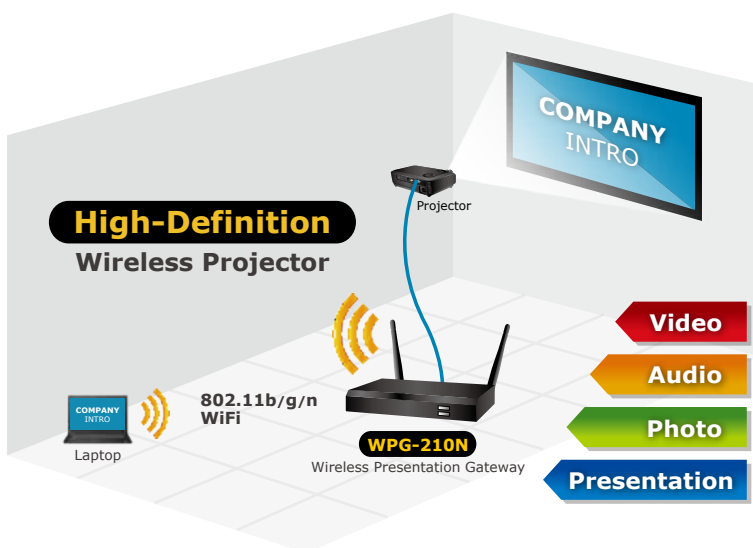 COMPANY
INTRO
Projector
High-Definition
Wireless Projector
Video
Audio
Photo
Presentation
802.11b/g/n
WiFi
COMPANY
INTRO
Laptop
WPG-210N
Wireless Presentation Gateway